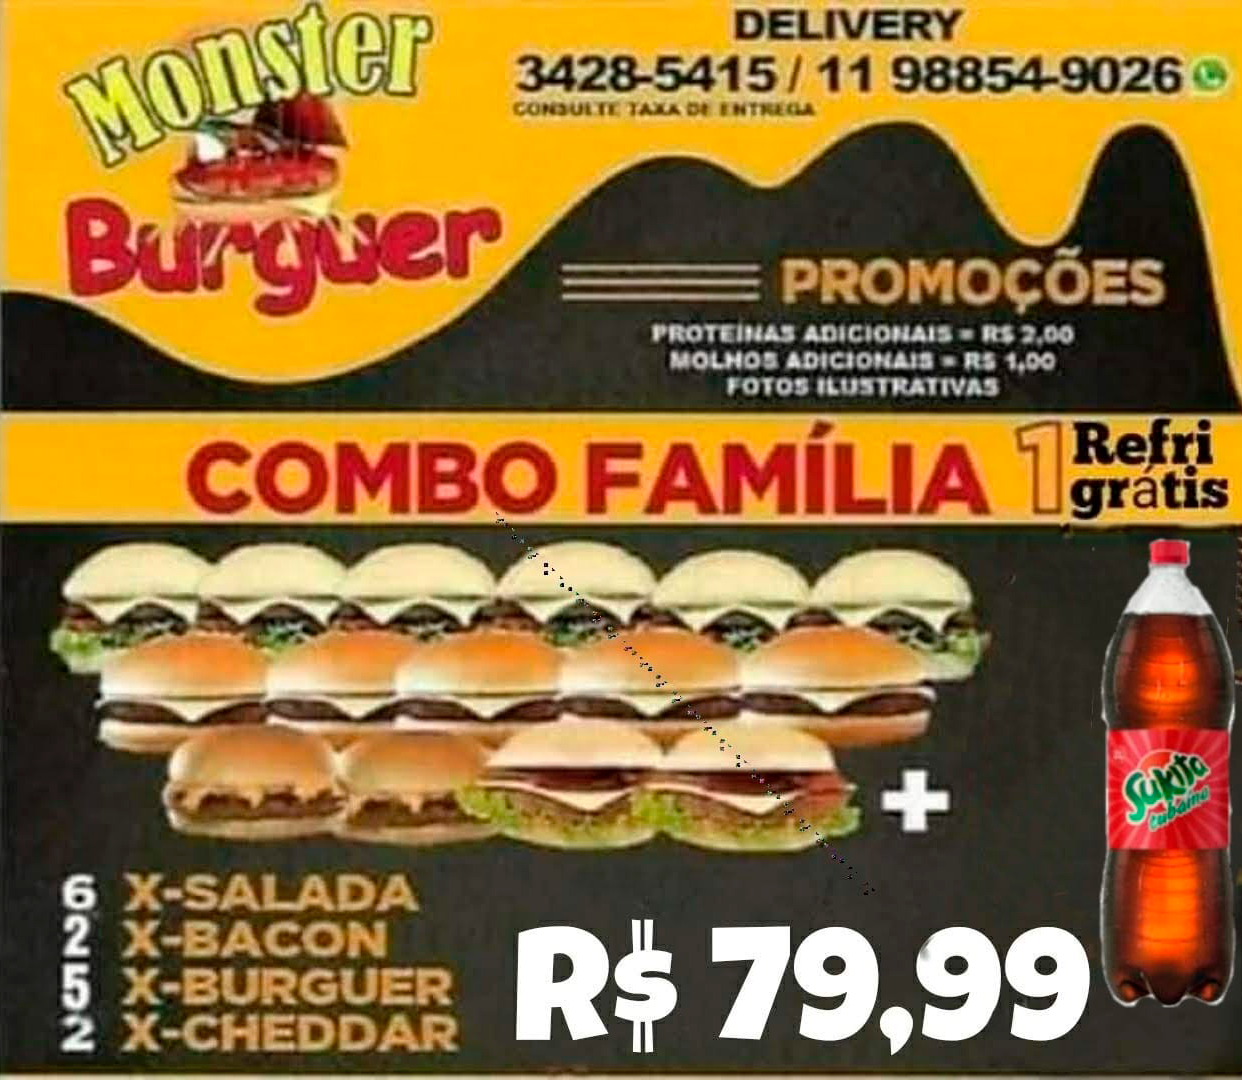 Monster
Burguer
DELIVERY
3428-5415 / 11 98854-9026
CONSULTE TAXA DE ENTREGA
PROMOÇÕES
PROTEÍNAS ADICIONAIS = R$ 2,00
MOLHOS ADICIONAIS = R$ 1,00
FOTOS ILUSTRATIVAS
COMBO FAMÍLIA 1 Refri grátis
+
Sukita
tubaína
6 X-SALADA
2 X-BACON
5 X-BURGUER
2 X-CHEDDAR
R$ 79,99